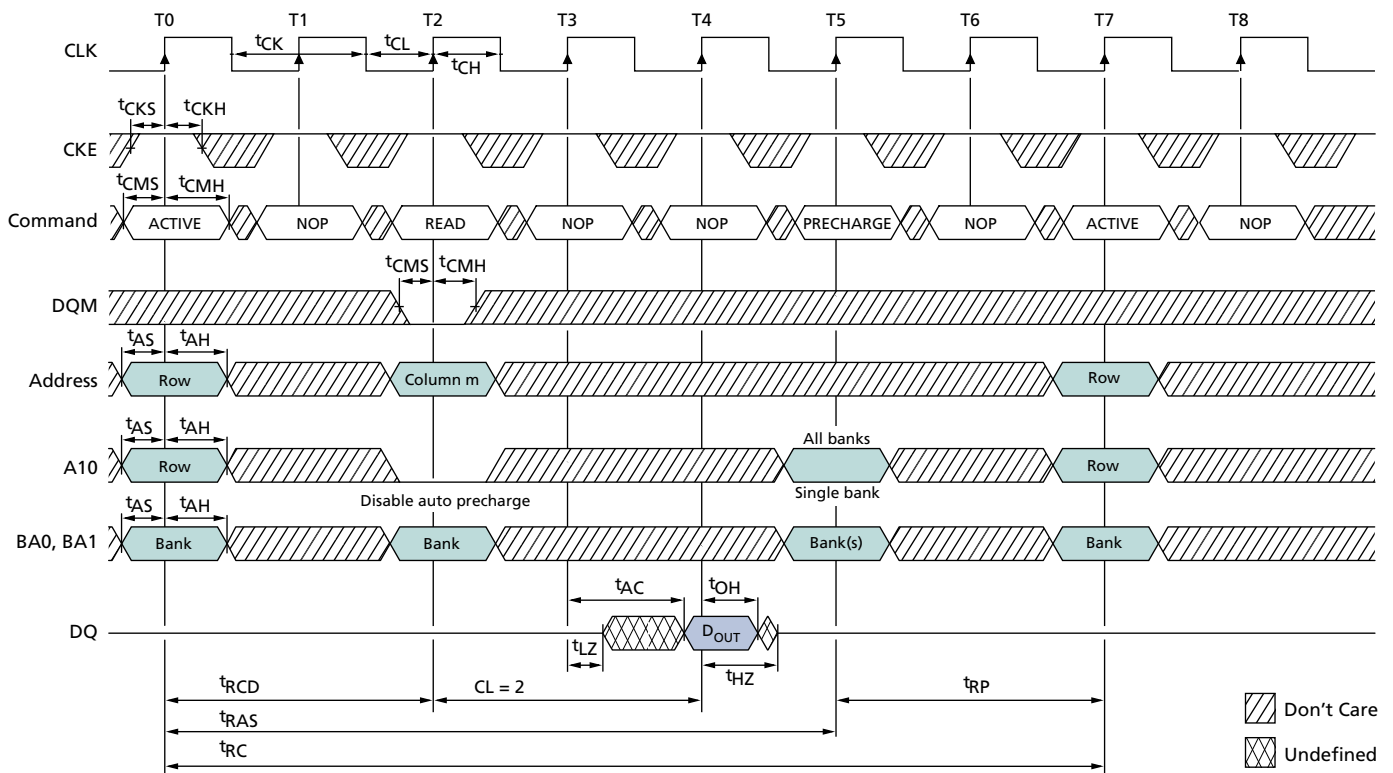 T0 T1 T2 T3 T4 T5 T6 T7 T8
CLK tCK tCL tCH
tCKS tCKH
CKE
tCMS tCMH
Command ACTIVE NOP READ NOP NOP PRECHARGE NOP ACTIVE NOP
tCMS tCMH
DQM
tAS tAH
Address Row Column m Row
tAS tAH All banks
A10 Row Row
Disable auto precharge Single bank
tAS tAH
BA0, BA1 Bank Bank Bank(s) Bank
tAC tOH
DQ DOUT
tLZ tHZ
tRCD CL = 2 tRP
tRAS
tRC
Don't Care
Undefined